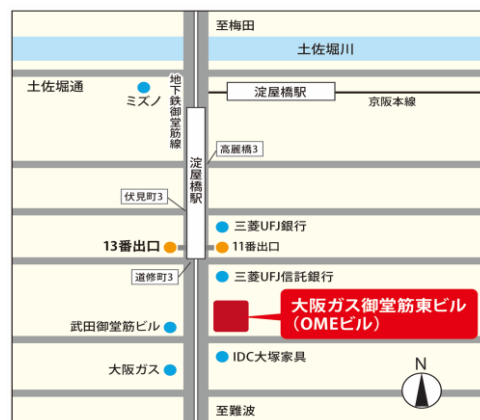 至梅田
土佐堀川
土佐堀通
ミズノ
地下鉄御堂筋線
淀屋橋駅
京阪本線
淀屋橋駅
高麗橋3
伏見町3
三菱UFJ銀行
13番出口
11番出口
道修町3
三菱UFJ信託銀行
大阪ガス御堂筋東ビル
（OMEビル）
武田御堂筋ビル
IDC大塚家具
大阪ガス
N
至難波